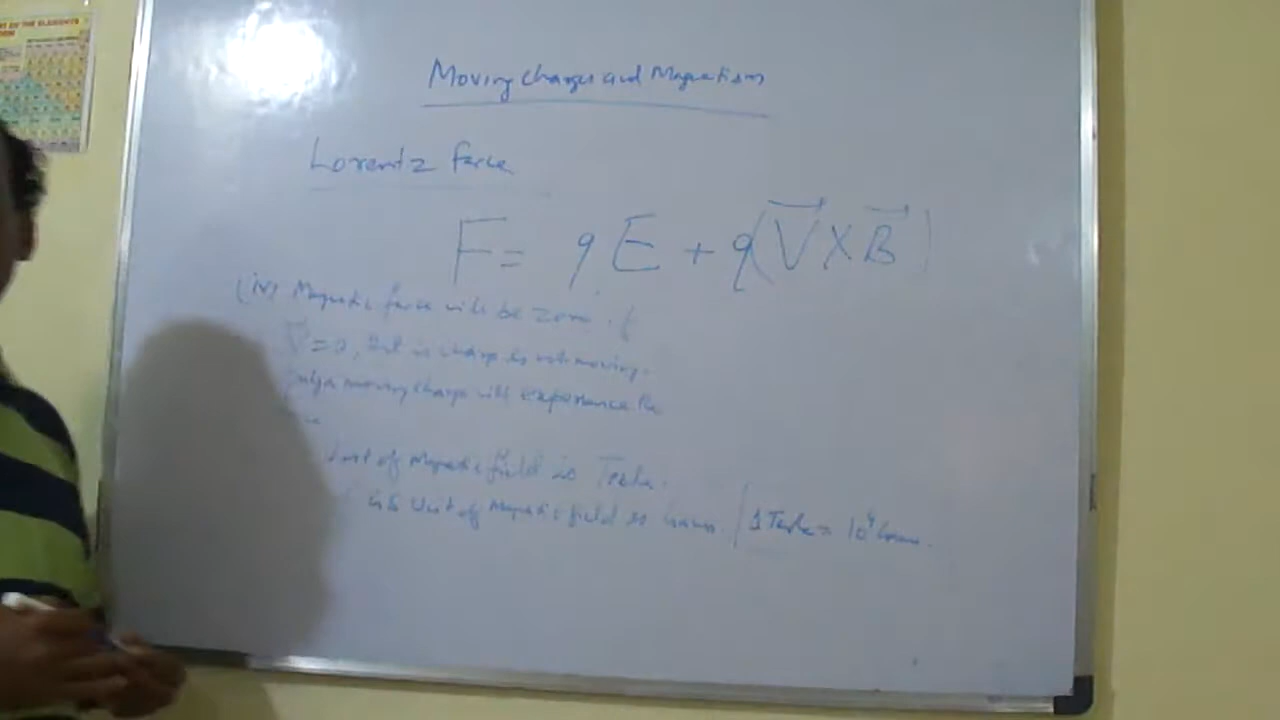 Moving Charges and Magnetism
Lorentz Force
F = qE + q(V⃗ X B⃗)
(iv) Magnetic force will be zero if
V⃗ = 0, that is charge is not moving.
moving charge will experience the
Unit of Magnetic field is Tesla.
Unit of Magnetic field is Gauss. | 1 Tesla = 10⁴ Gauss.